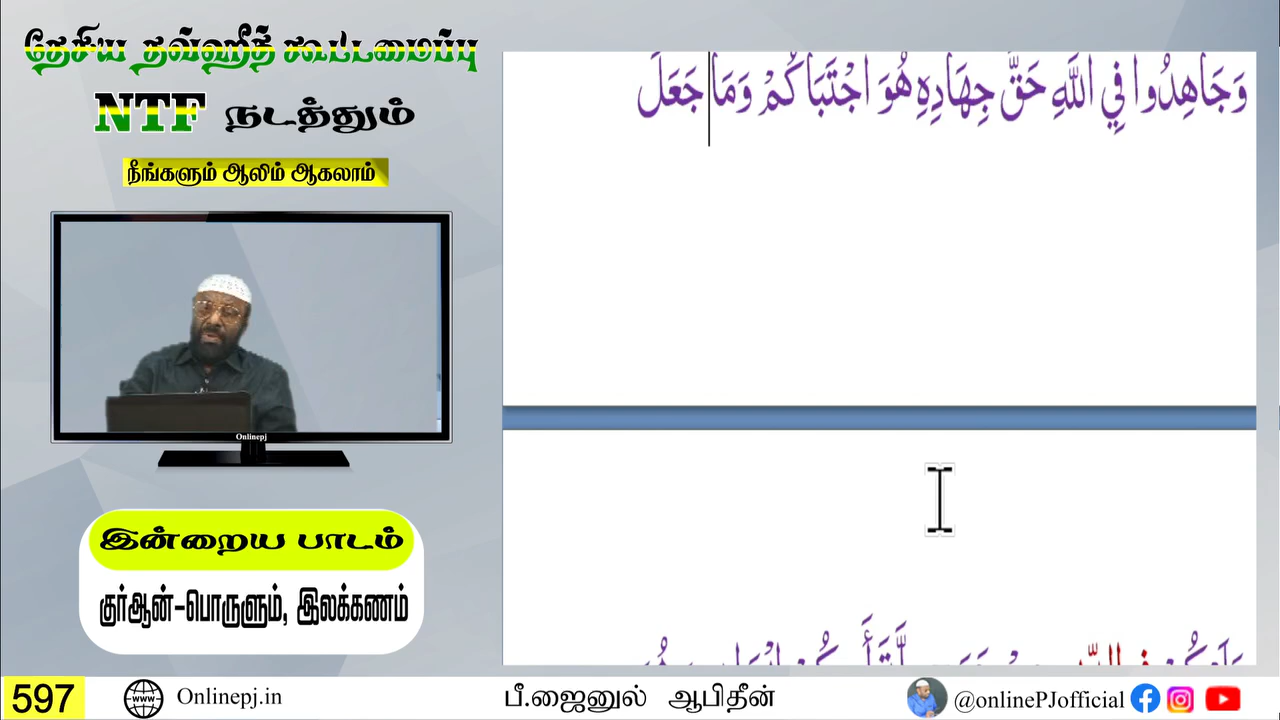 தேசிய தவ்ஹீத் கூட்டமைப்பு
NTF நடத்தும்
நீங்களும் ஆலிம் ஆகலாம்
Onlinepj
இன்றைய பாடம்
குர்ஆன்-பொருளும், இலக்கணம்
وَجَاهِدُوا فِي اللَّهِ حَقَّ جِهَادِهِ هُوَ اجْتَبَاكُمْ وَمَا جَعَلَ
597
www
Onlinepj.in
பீ.ஜைனுல் ஆபிதீன்
@onlinePJofficial